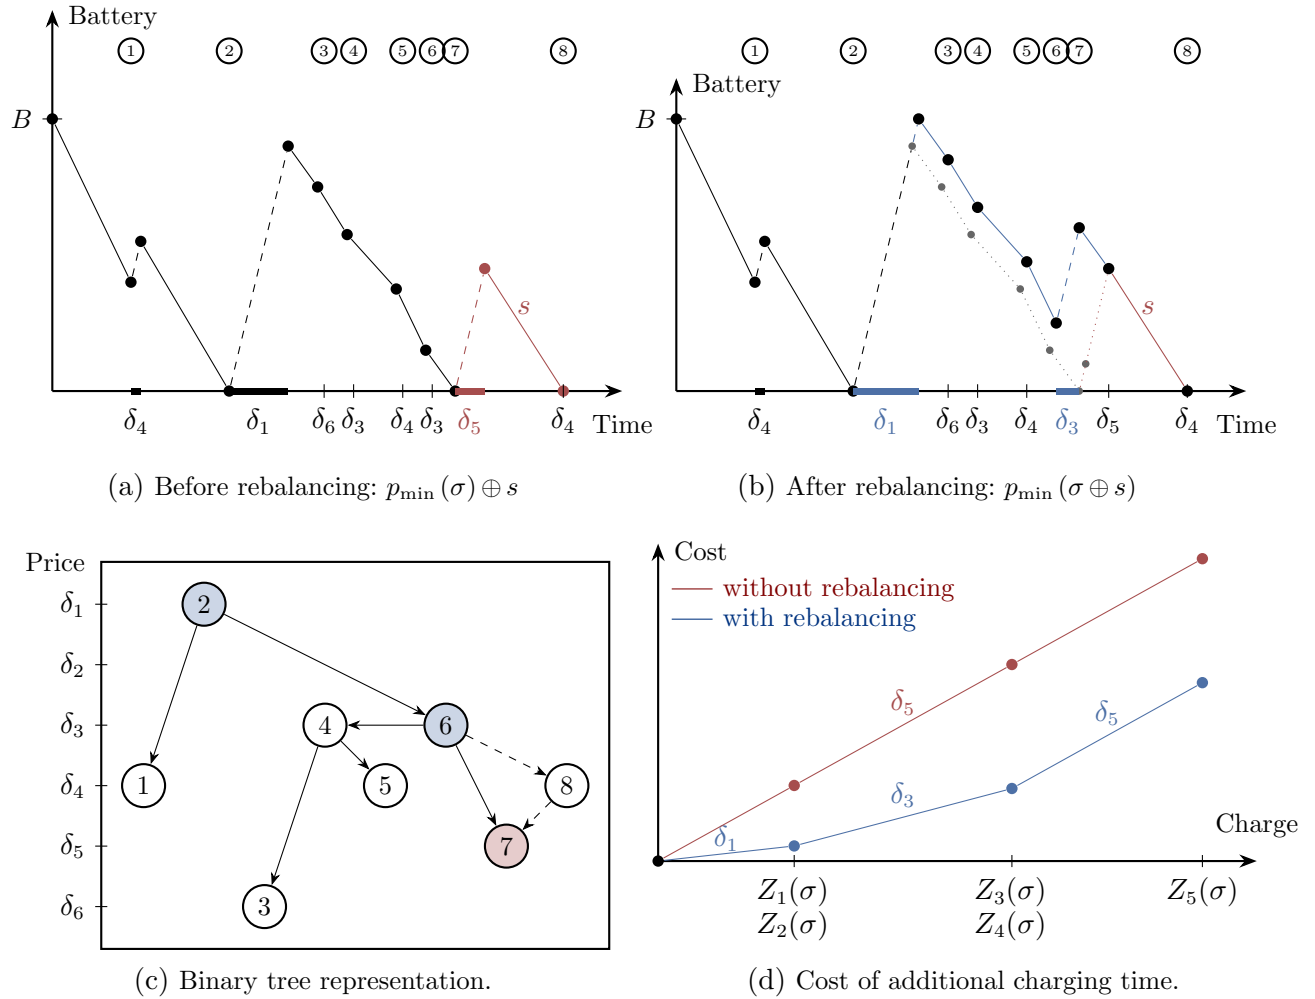 Battery
① ② ③ ④ ⑤ ⑥ ⑦ ⑧
B
s
δ₄ δ₁ δ₆ δ₃ δ₄ δ₃ δ₅ δ₄ Time
(a) Before rebalancing: pₘᵢₙ (σ) ⊕ s
① ② ③ ④ ⑤ ⑥ ⑦ ⑧
Battery
B
s
δ₄ δ₁ δ₆ δ₃ δ₄ δ₃ δ₅ δ₄ Time
(b) After rebalancing: pₘᵢₙ (σ ⊕ s)
Price
δ₁ 2
δ₂
δ₃ 4 6
δ₄ 1 5 8
δ₅ 7
δ₆ 3
(c) Binary tree representation.
Cost
without rebalancing
with rebalancing
δ₅
δ₅
δ₃
δ₁
Charge
Z₁(σ) Z₃(σ) Z₅(σ)
Z₂(σ) Z₄(σ)
(d) Cost of additional charging time.